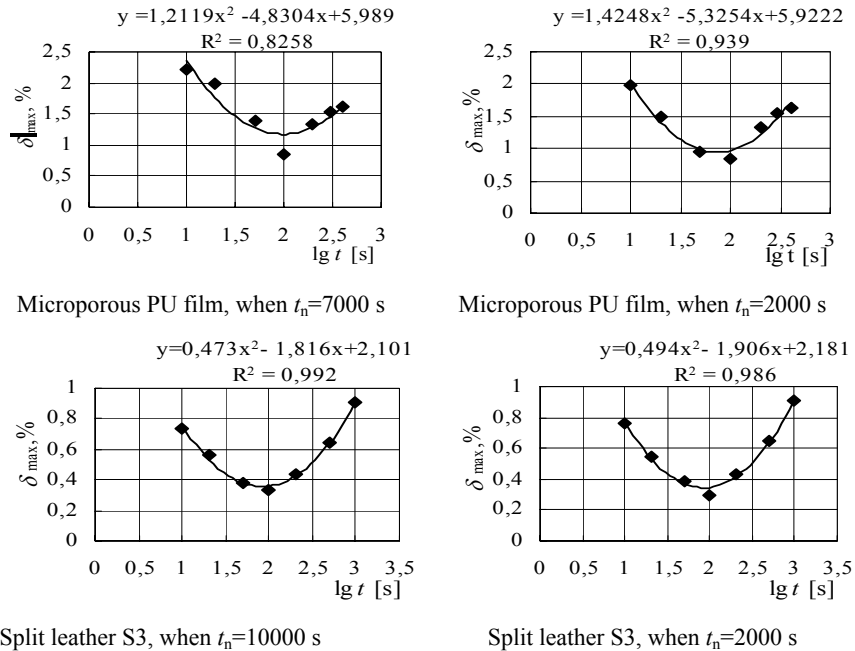 y =1,2119x² -4,8304x+5,989
R² = 0,8258
2,5
2
1,5
1
0,5
0
δ max, %
0 0,5 1 1,5 2 2,5 3
lg t [s]
Microporous PU film, when tn=7000 s
y =1,4248x² -5,3254x+5,9222
R² = 0,939
2,5
2
1,5
1
0,5
0
δ max, %
0 0,5 1 1,5 2 2,5 3
lg t [s]
Microporous PU film, when tn=2000 s
y=0,473x²- 1,816x+2,101
R² = 0,992
1
0,8
0,6
0,4
0,2
0
δ max,%
0 0,5 1 1,5 2 2,5 3 3,5
lg t [s]
Split leather S3, when tn=10000 s
y=0,494x²- 1,906x+2,181
R² = 0,986
1
0,8
0,6
0,4
0,2
0
δ max,%
0 0,5 1 1,5 2 2,5 3 3,5
lg t [s]
Split leather S3, when tn=2000 s